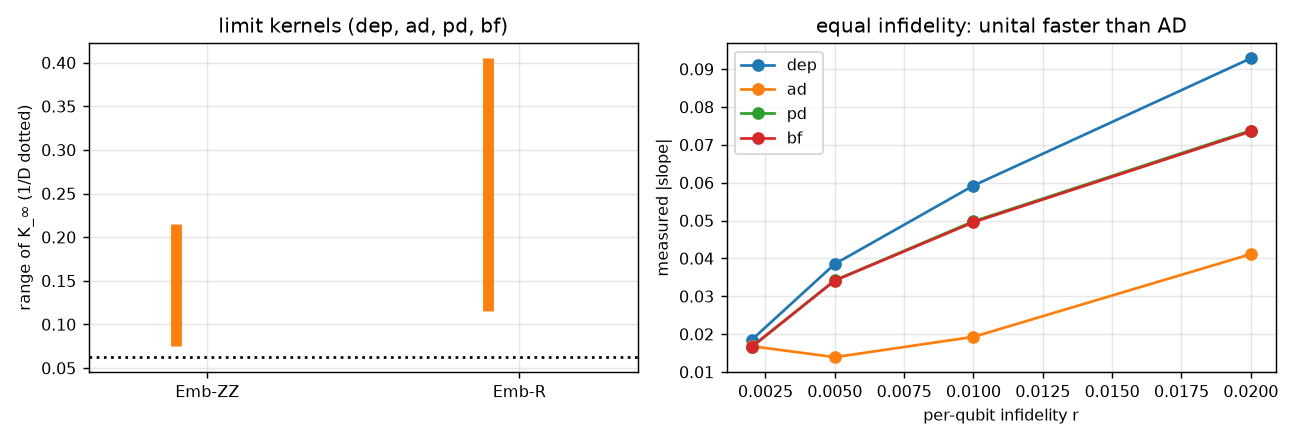 limit kernels (dep, ad, pd, bf)
range of K_∞ (1/D dotted)
0.40
0.35
0.30
0.25
0.20
0.15
0.10
0.05
Emb-ZZ
Emb-R
equal infidelity: unital faster than AD
measured |slope|
0.09
0.08
0.07
0.06
0.05
0.04
0.03
0.02
0.01
dep
ad
pd
bf
0.0025
0.0050
0.0075
0.0100
0.0125
0.0150
0.0175
0.0200
per-qubit infidelity r